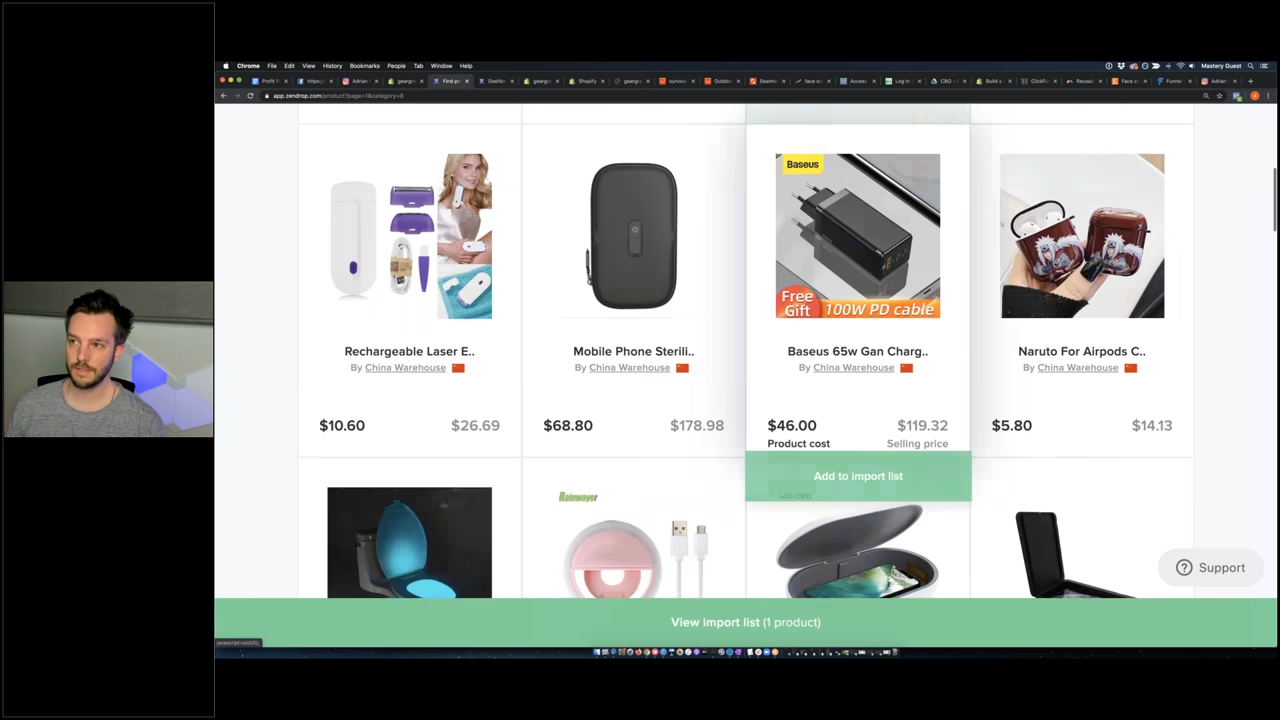 Chrome File Edit View History Bookmarks People Tab Window Help
Mastery Guest
app.zendrop.com/product?page=1&category=8
Baseus
Free Gift
100W PD cable
Rechargeable Laser E..
Mobile Phone Sterili..
Baseus 65w Gan Charg..
Naruto For Airpods C..
By China Warehouse
By China Warehouse
By China Warehouse
By China Warehouse
$10.60 $26.69
$68.80 $178.98
$46.00 $119.32
$5.80 $14.13
Product cost Selling price
Add to import list
Rainwayer
Support
View import list (1 product)